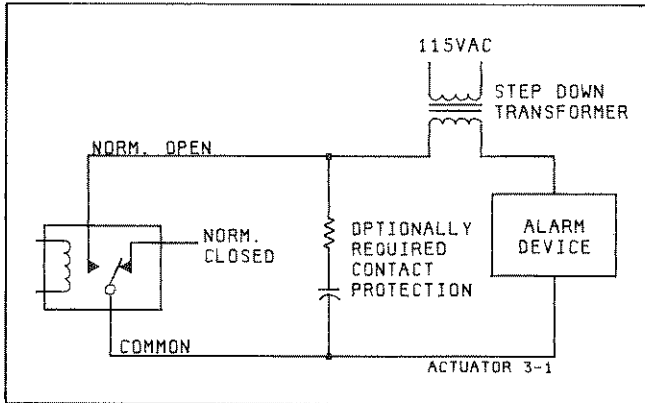 115VAC
STEP DOWN
TRANSFORMER
NORM. OPEN
NORM.
CLOSED
OPTIONALLY
REQUIRED
CONTACT
PROTECTION
ALARM
DEVICE
COMMON
ACTUATOR 3-1